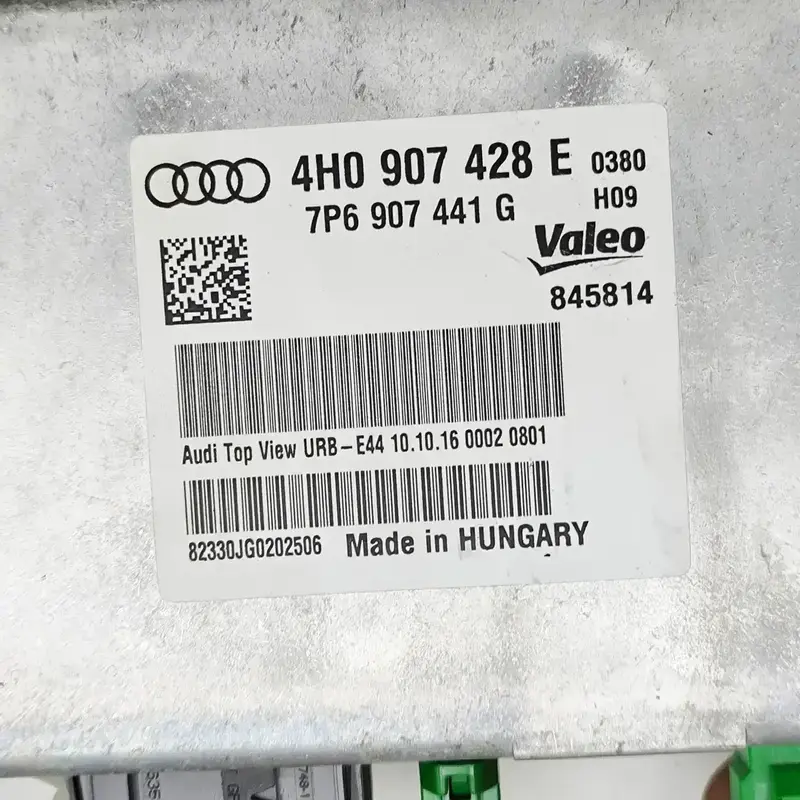 4H0 907 428 E 0380
7P6 907 441 G H09
Valeo
845814
Audi Top View URB-E44 10.10.16 0002 0801
82330JG0202506 Made in HUNGARY